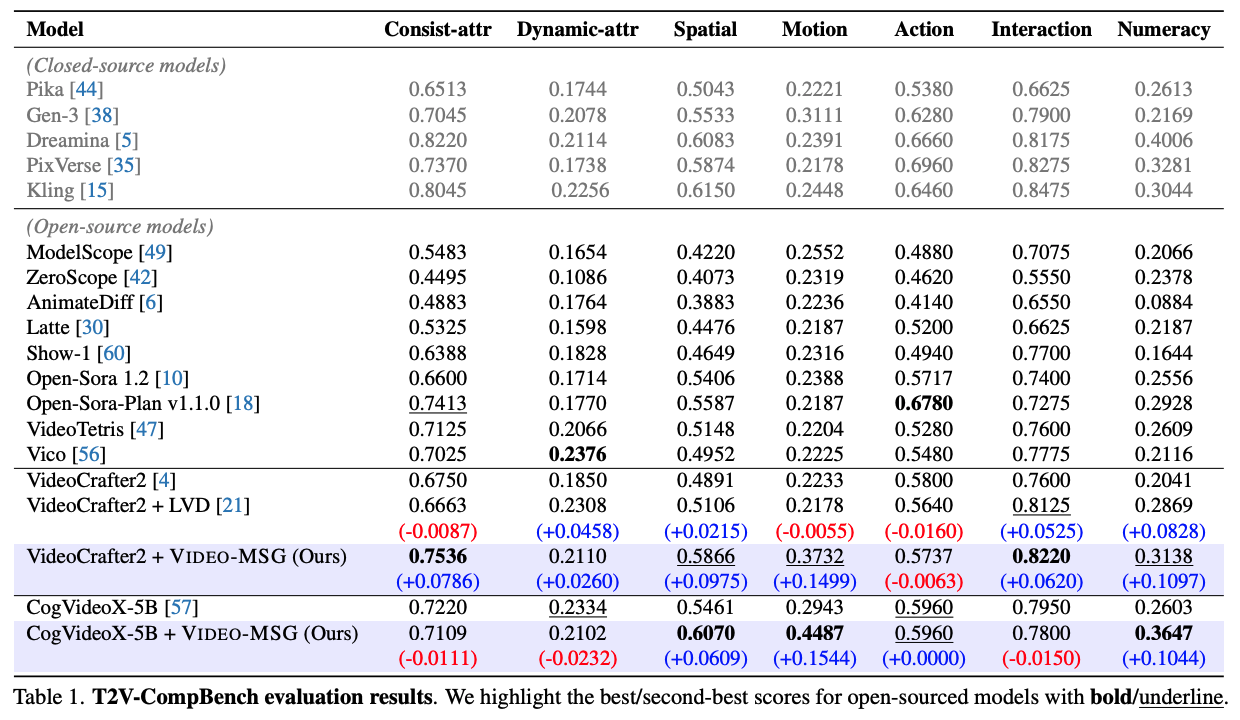 Model Consist-attr Dynamic-attr Spatial Motion Action Interaction Numeracy
(Closed-source models)
Pika [44] 0.6513 0.1744 0.5043 0.2221 0.5380 0.6625 0.2613
Gen-3 [38] 0.7045 0.2078 0.5533 0.3111 0.6280 0.7900 0.2169
Dreamina [5] 0.8220 0.2114 0.6083 0.2391 0.6660 0.8175 0.4006
PixVerse [35] 0.7370 0.1738 0.5874 0.2178 0.6960 0.8275 0.3281
Kling [15] 0.8045 0.2256 0.6150 0.2448 0.6460 0.8475 0.3044
(Open-source models)
ModelScope [49] 0.5483 0.1654 0.4220 0.2552 0.4880 0.7075 0.2066
ZeroScope [42] 0.4495 0.1086 0.4073 0.2319 0.4620 0.5550 0.2378
AnimateDiff [6] 0.4883 0.1764 0.3883 0.2236 0.4140 0.6550 0.0884
Latte [30] 0.5325 0.1598 0.4476 0.2187 0.5200 0.6625 0.2187
Show-1 [60] 0.6388 0.1828 0.4649 0.2316 0.4940 0.7700 0.1644
Open-Sora 1.2 [10] 0.6600 0.1714 0.5406 0.2388 0.5717 0.7400 0.2556
Open-Sora-Plan v1.1.0 [18] 0.7413 0.1770 0.5587 0.2187 0.6780 0.7275 0.2928
VideoTetris [47] 0.7125 0.2066 0.5148 0.2204 0.5280 0.7600 0.2609
Vico [56] 0.7025 0.2376 0.4952 0.2225 0.5480 0.7775 0.2116
VideoCrafter2 [4] 0.6750 0.1850 0.4891 0.2233 0.5800 0.7600 0.2041
VideoCrafter2 + LVD [21] 0.6663 0.2308 0.5106 0.2178 0.5640 0.8125 0.2869
(-0.0087) (+0.0458) (+0.0215) (-0.0055) (-0.0160) (+0.0525) (+0.0828)
VideoCrafter2 + VIDEO-MSG (Ours) 0.7536 0.2110 0.5866 0.3732 0.5737 0.8220 0.3138
(+0.0786) (+0.0260) (+0.0975) (+0.1499) (-0.0063) (+0.0620) (+0.1097)
CogVideoX-5B [57] 0.7220 0.2334 0.5461 0.2943 0.5960 0.7950 0.2603
CogVideoX-5B + VIDEO-MSG (Ours) 0.7109 0.2102 0.6070 0.4487 0.5960 0.7800 0.3647
(-0.0111) (-0.0232) (+0.0609) (+0.1544) (+0.0000) (-0.0150) (+0.1044)
Table 1. T2V-CompBench evaluation results. We highlight the best/second-best scores for open-sourced models with bold/underline.